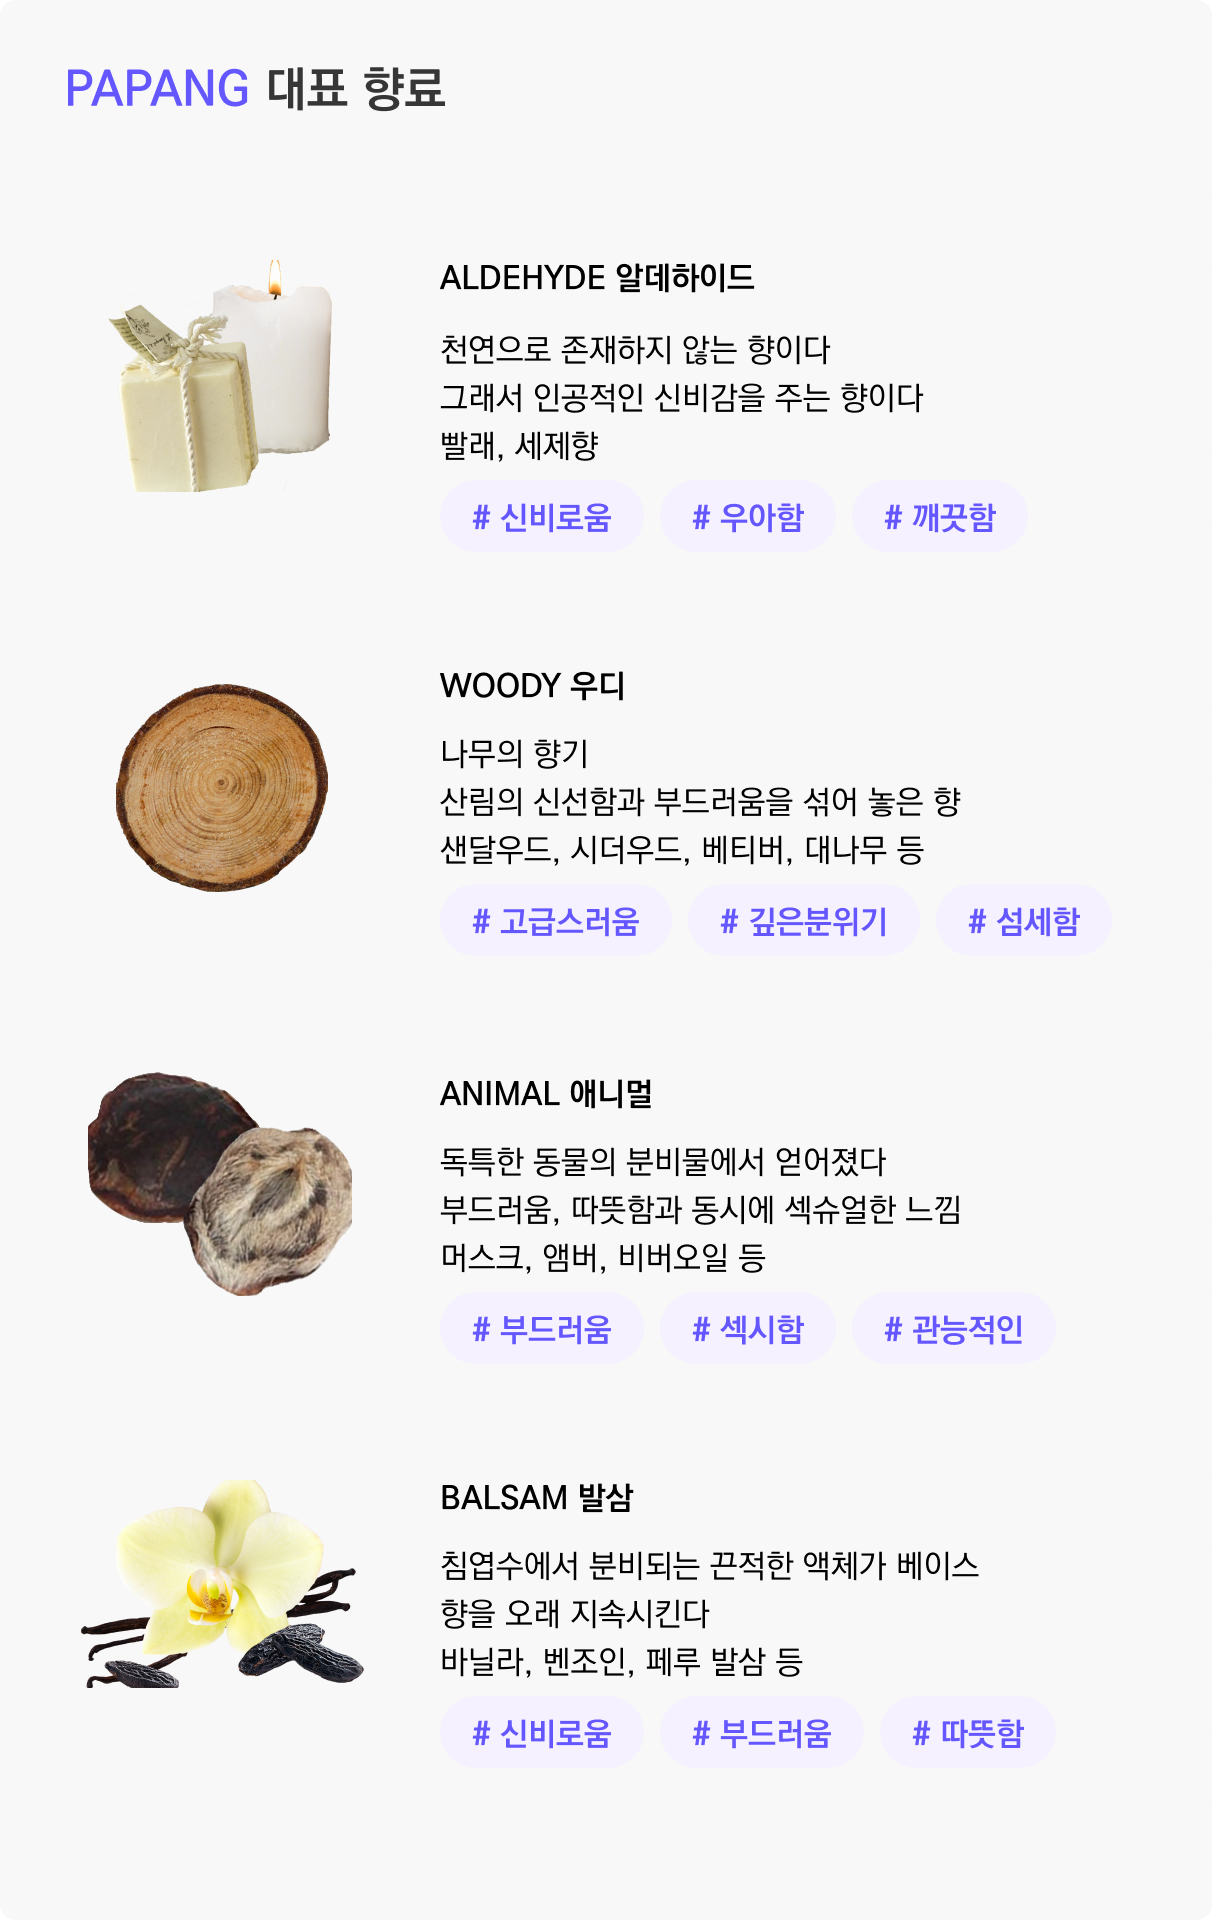 PAPANG 대표 향료
ALDEHYDE 알데하이드
천연으로 존재하지 않는 향이다
그래서 인공적인 신비감을 주는 향이다
빨래, 세제향
# 신비로움 # 우아함 # 깨끗함
WOODY 우디
나무의 향기
산림의 신선함과 부드러움을 섞어 놓은 향
샌달우드, 시더우드, 베티버, 대나무 등
# 고급스러움 # 깊은분위기 # 섬세함
ANIMAL 애니멀
독특한 동물의 분비물에서 얻어졌다
부드러움, 따뜻함과 동시에 섹슈얼한 느낌
머스크, 앰버, 비버오일 등
# 부드러움 # 섹시함 # 관능적인
BALSAM 발삼
침엽수에서 분비되는 끈적한 액체가 베이스
향을 오래 지속시킨다
바닐라, 벤조인, 페루 발삼 등
# 신비로움 # 부드러움 # 따뜻함